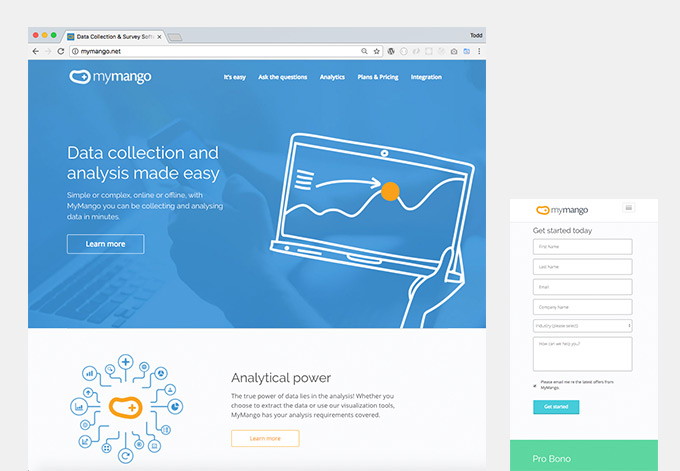 Data Collection & Survey Soft
Todd
mymango.net
mymango
It's easy
Ask the questions
Analytics
Plans & Pricing
Integration
Data collection and
analysis made easy
Simple or complex, online or offline, with
MyMango you can be collecting and analysing
data in minutes.
Learn more
Analytical power
The true power of data lies in the analysis! Whether you
choose to extract the data or use our visualization tools,
MyMango has your analysis requirements covered.
Learn more
mymango
Get started today
First Name
Last Name
Email
Company Name
Industry (please select)
How can we help you?
Please email me re the latest offers from
MyMango.
Get started
Pro Bono